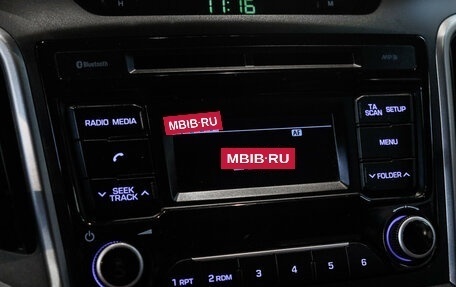 H 11:16 M
Bluetooth MP3
RADIO MEDIA
TA SCAN SETUP
MBIB.RU
AF
MENU
MBIB.RU
SEEK TRACK
FOLDER
1 RPT 2 RDM 3 4 5 6